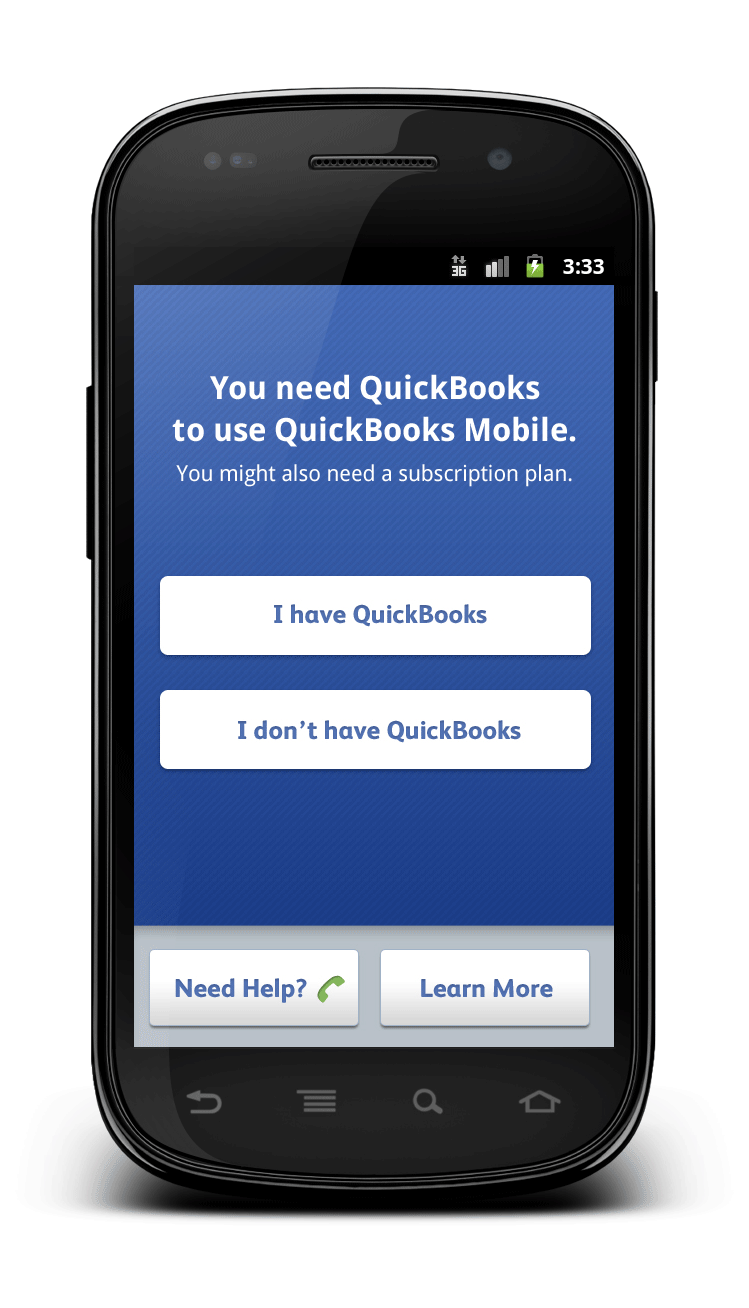 3G 3:33
You need QuickBooks
to use QuickBooks Mobile.
You might also need a subscription plan.
I have QuickBooks
I don’t have QuickBooks
Need Help? Learn More